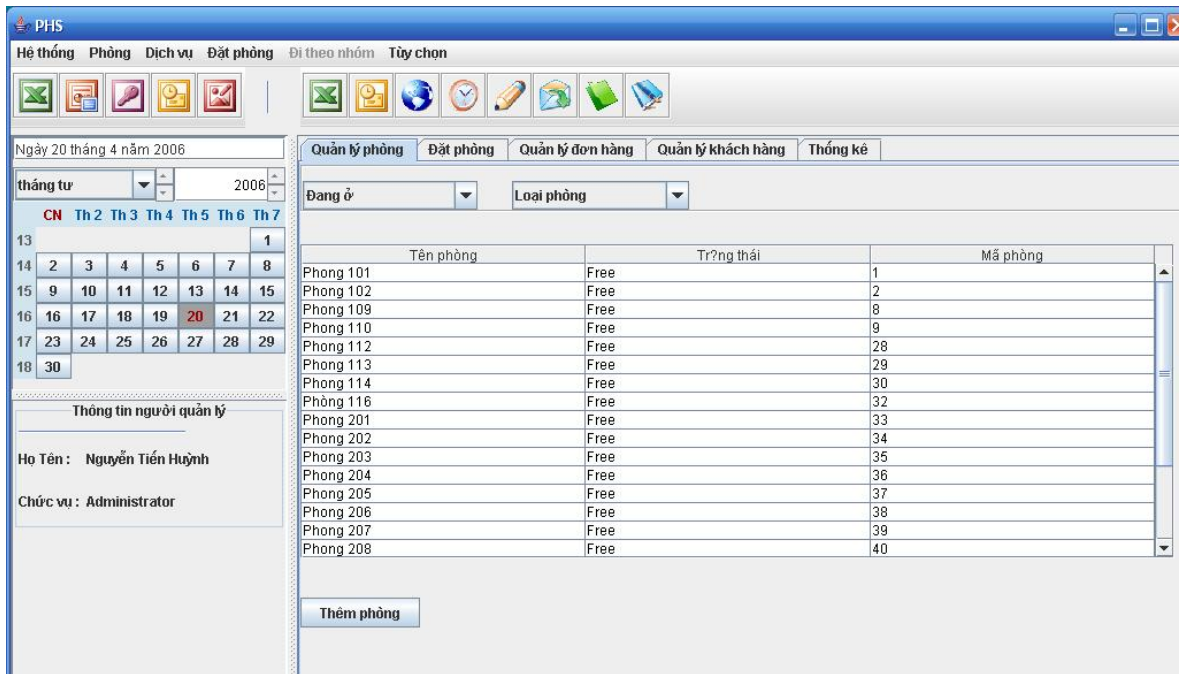 PHS
Hệ thống Phòng Dịch vụ Đặt phòng Đi theo nhóm Tùy chọn
Ngày 20 tháng 4 năm 2006
tháng tư 2006
CN Th 2 Th 3 Th 4 Th 5 Th 6 Th 7
13 1
14 2 3 4 5 6 7 8
15 9 10 11 12 13 14 15
16 16 17 18 19 20 21 22
17 23 24 25 26 27 28 29
18 30
Thông tin người quản lý
Họ Tên : Nguyễn Tiến Huỳnh
Chức vụ : Administrator
Quản lý phòng Đặt phòng Quản lý đơn hàng Quản lý khách hàng Thống kê
Đang ở Loại phòng
Tên phòng Tr?ng thái Mã phòng
Phong 101 Free 1
Phong 102 Free 2
Phong 109 Free 8
Phong 110 Free 9
Phong 112 Free 28
Phong 113 Free 29
Phong 114 Free 30
Phòng 116 Free 32
Phong 201 Free 33
Phong 202 Free 34
Phong 203 Free 35
Phong 204 Free 36
Phong 205 Free 37
Phong 206 Free 38
Phong 207 Free 39
Phong 208 Free 40
Thêm phòng